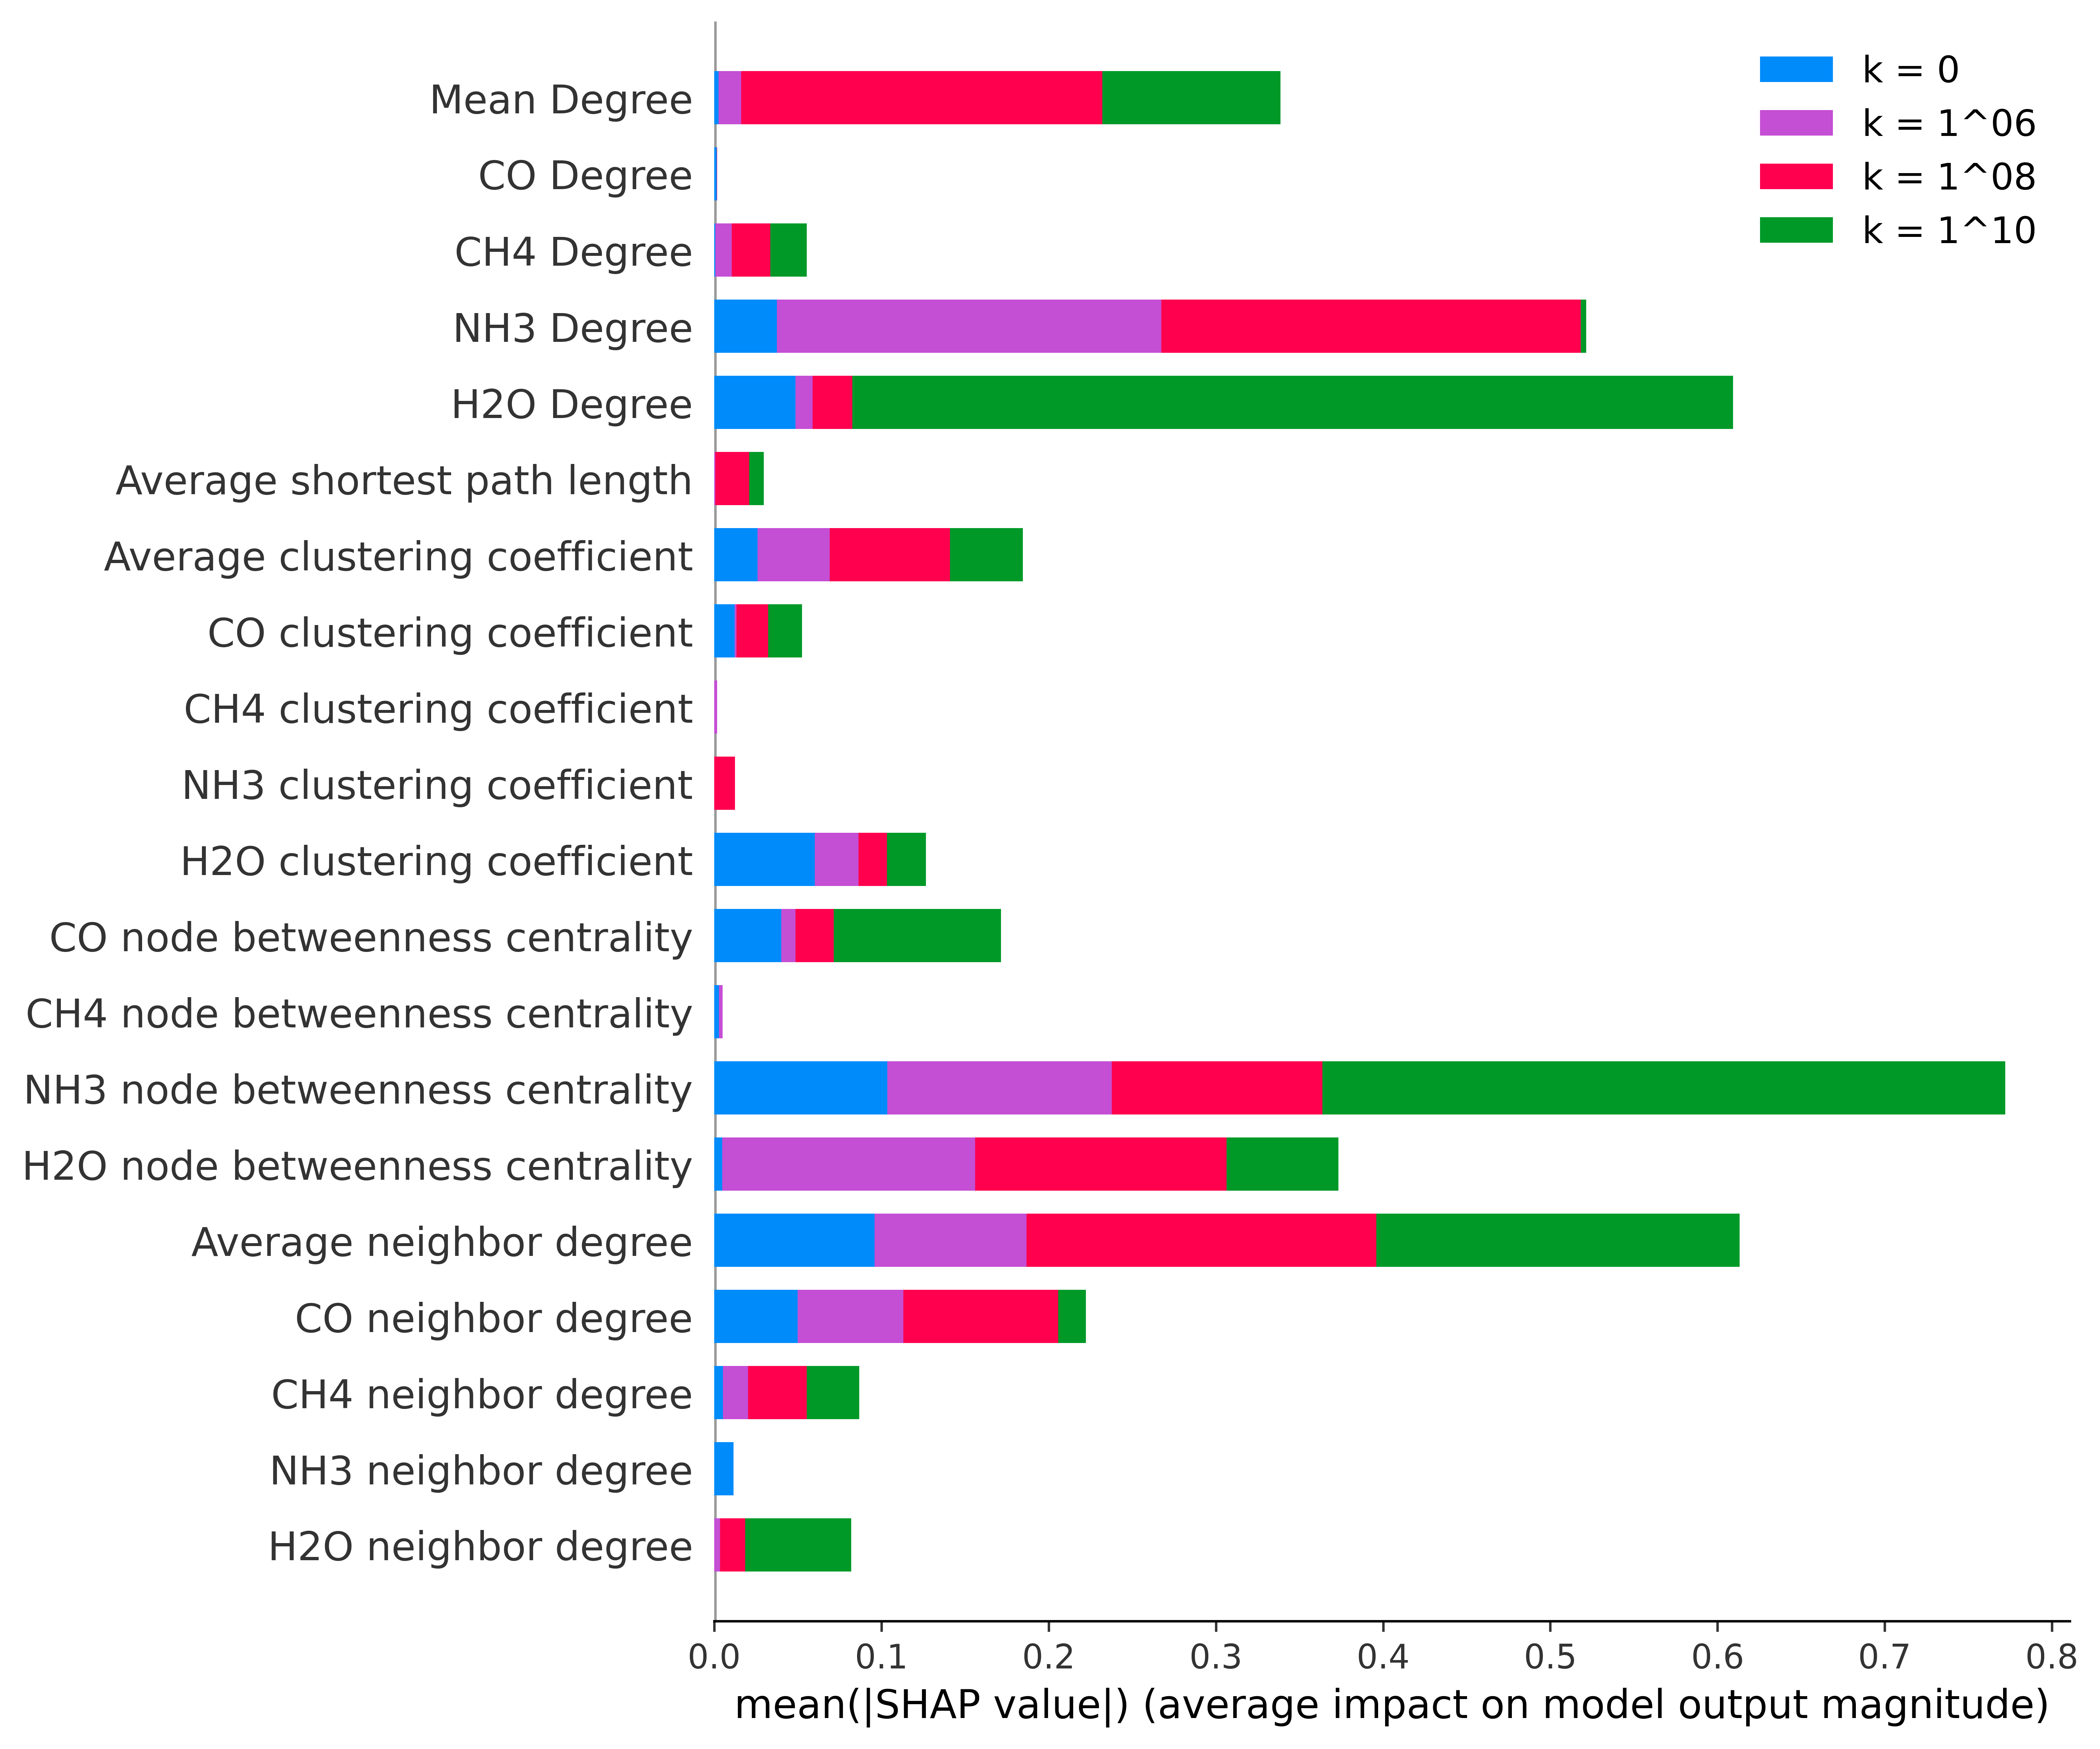 k = 0
k = 1^06
k = 1^08
k = 1^10
Mean Degree
CO Degree
CH4 Degree
NH3 Degree
H2O Degree
Average shortest path length
Average clustering coefficient
CO clustering coefficient
CH4 clustering coefficient
NH3 clustering coefficient
H2O clustering coefficient
CO node betweenness centrality
CH4 node betweenness centrality
NH3 node betweenness centrality
H2O node betweenness centrality
Average neighbor degree
CO neighbor degree
CH4 neighbor degree
NH3 neighbor degree
H2O neighbor degree
0.0 0.1 0.2 0.3 0.4 0.5 0.6 0.7 0.8
mean(|SHAP value|) (average impact on model output magnitude)